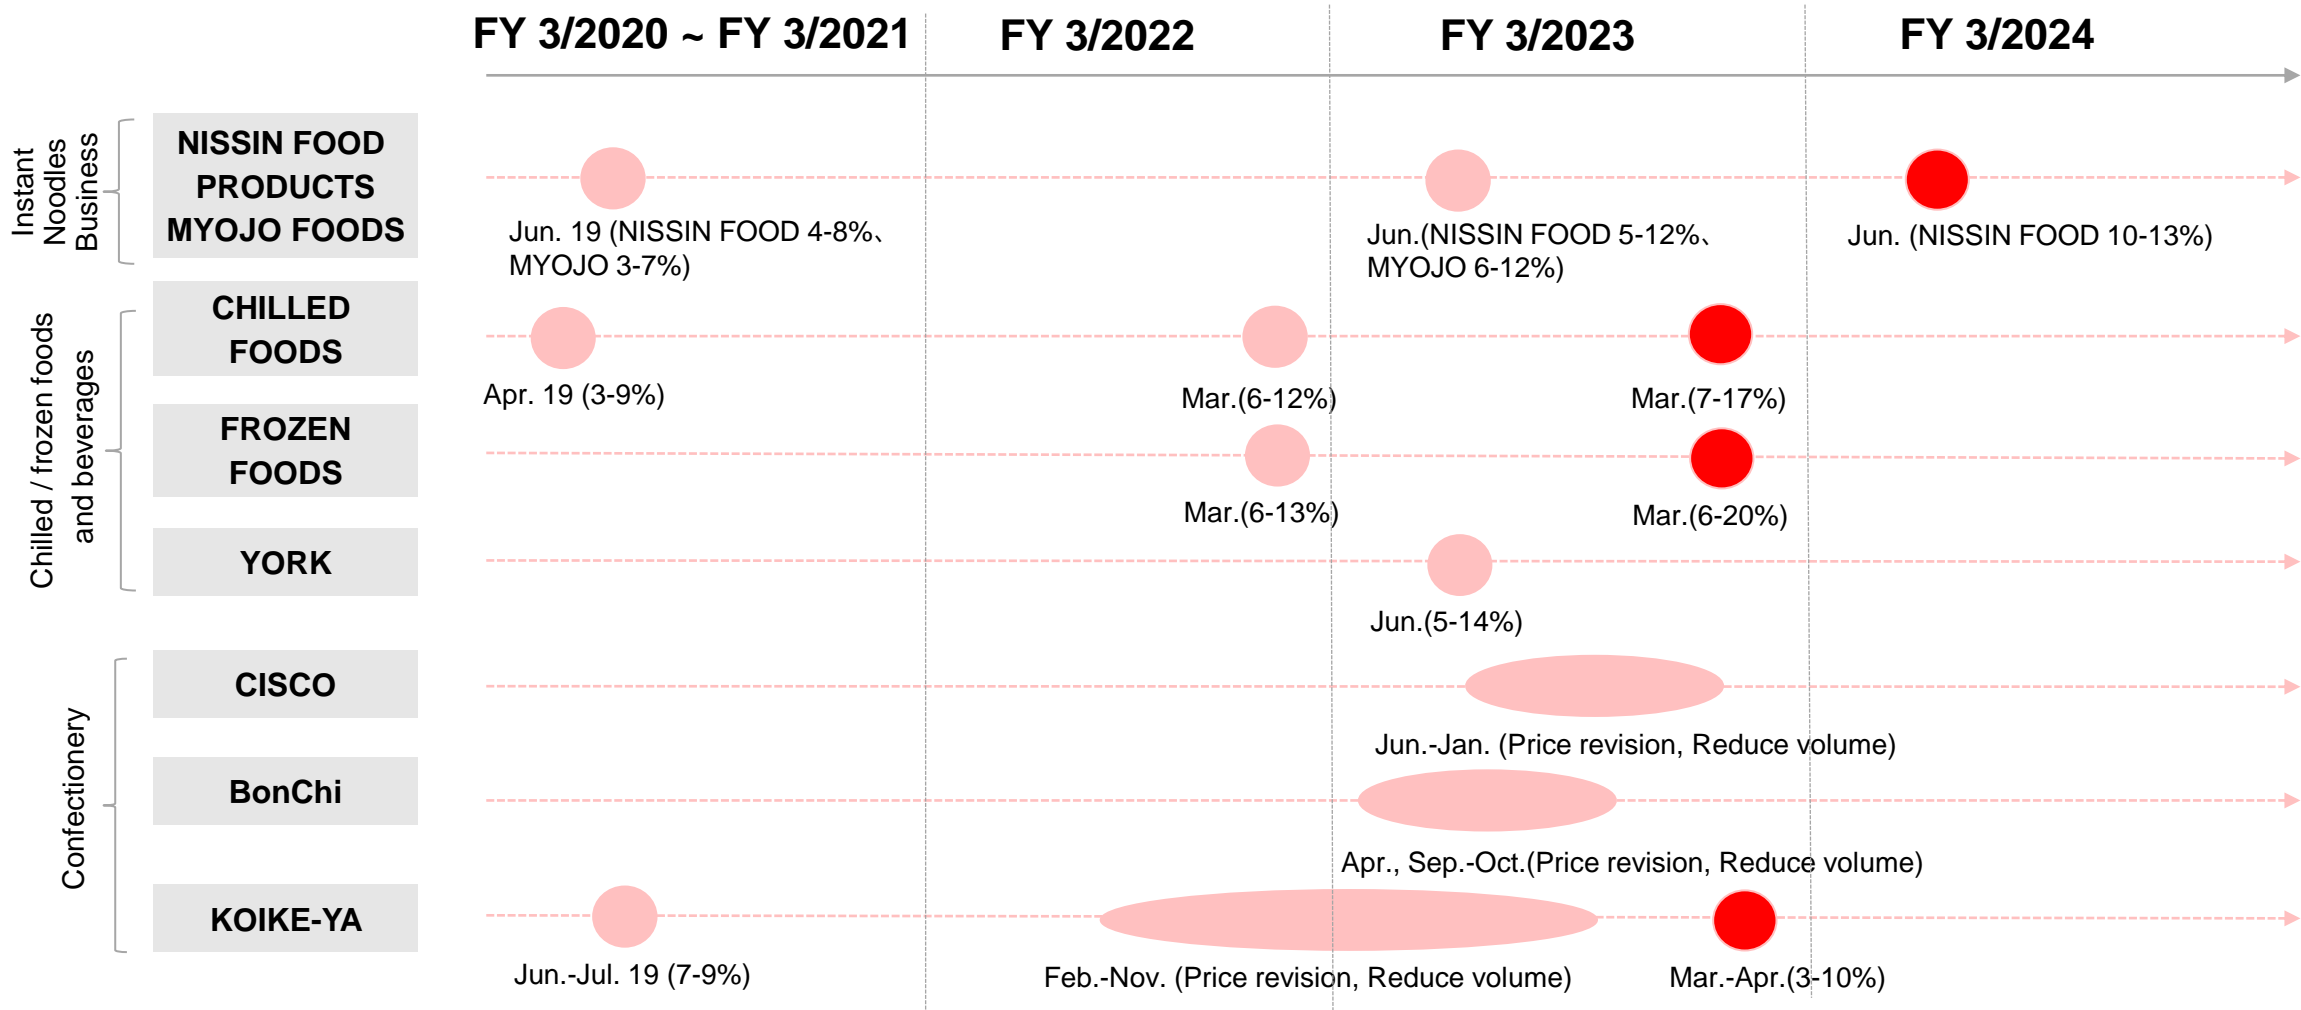 FY 3/2020 ~ FY 3/2021
FY 3/2022
FY 3/2023
FY 3/2024
Instant
Noodles
Business
NISSIN FOOD
PRODUCTS
MYOJO FOODS
Jun. 19 (NISSIN FOOD 4-8%、
MYOJO 3-7%)
Jun.(NISSIN FOOD 5-12%、
MYOJO 6-12%)
Jun. (NISSIN FOOD 10-13%)
Chilled / frozen foods
and beverages
CHILLED
FOODS
Apr. 19 (3-9%)
Mar.(6-12%)
Mar.(7-17%)
FROZEN
FOODS
Mar.(6-13%)
Mar.(6-20%)
YORK
Jun.(5-14%)
Confectionery
CISCO
Jun.-Jan. (Price revision, Reduce volume)
BonChi
Apr., Sep.-Oct.(Price revision, Reduce volume)
KOIKE-YA
Jun.-Jul. 19 (7-9%)
Feb.-Nov. (Price revision, Reduce volume)
Mar.-Apr.(3-10%)